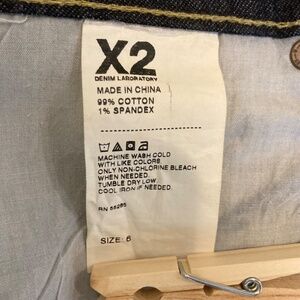 X2
DENIM LABORATORY
MADE IN CHINA
99% COTTON
1% SPANDEX
MACHINE WASH COLD
WITH LIKE COLORS
ONLY NON-CHLORINE BLEACH
WHEN NEEDED.
TUMBLE DRY LOW.
COOL IRON IF NEEDED.
RN
SIZE: 6